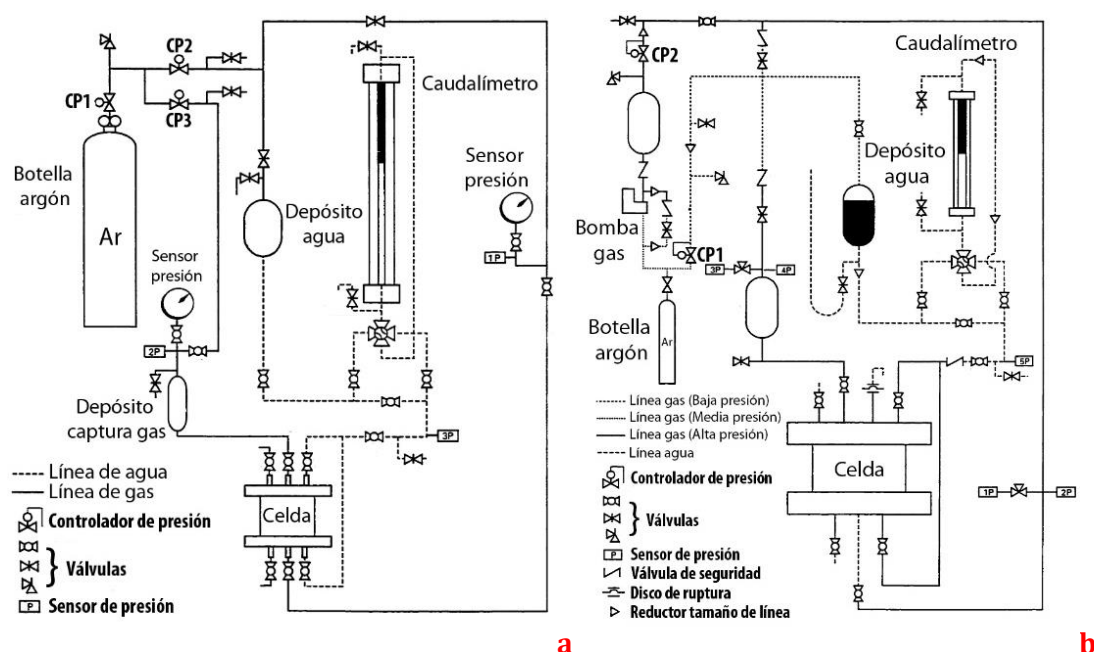 CP2
CP1
CP3
Botella
argón
Ar
Sensor
presión
2P
Depósito
captura gas
Depósito
agua
Caudalímetro
Sensor
presión
1P
3P
Celda
Línea de agua
Línea de gas
Controlador de presión
Válvulas
P Sensor de presión
a
CP2
Caudalímetro
Depósito
agua
Bomba
gas
CP1
3P
4P
Botella
argón
Ar
5P
Línea gas (Baja presión)
Línea gas (Media presión)
Línea gas (Alta presión)
Línea agua
Celda
1P
2P
Controlador de presión
Válvulas
P Sensor de presión
Válvula de seguridad
Disco de ruptura
Reductor tamaño de línea
b